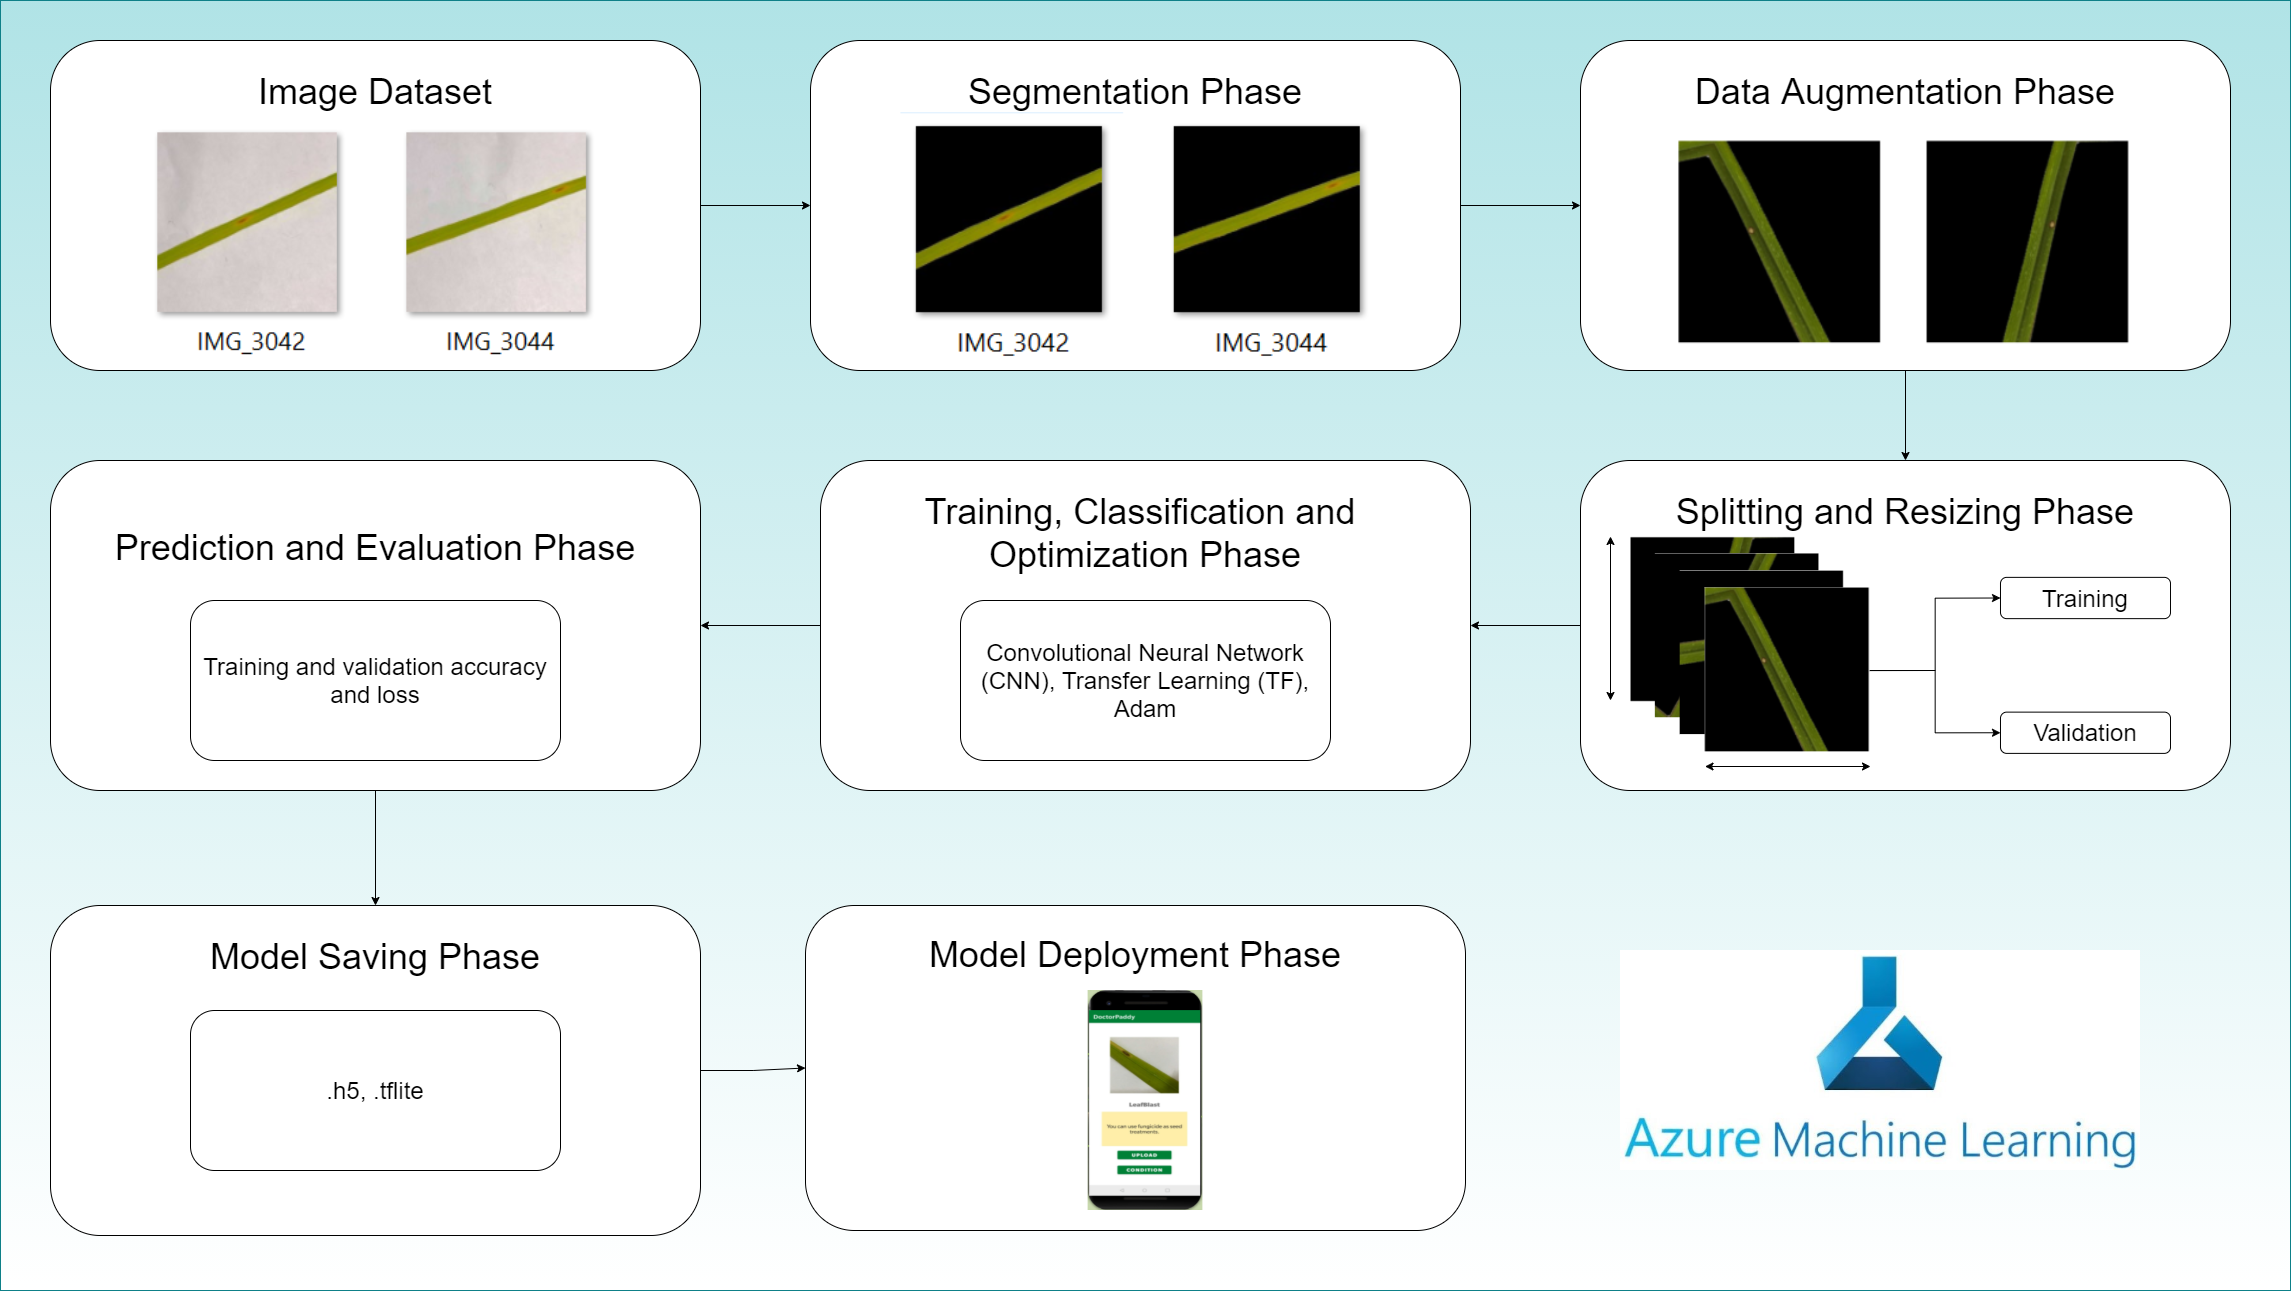 Image Dataset
IMG_3042
IMG_3044
Segmentation Phase
IMG_3042
IMG_3044
Data Augmentation Phase
Splitting and Resizing Phase
Training
Validation
Training, Classification and
Optimization Phase
Convolutional Neural Network
(CNN), Transfer Learning (TF),
Adam
Prediction and Evaluation Phase
Training and validation accuracy
and loss
Model Saving Phase
.h5, .tflite
Model Deployment Phase
DoctorPaddy
LeafBlast
You can use fungicide as seed
treatments.
UPLOAD
CONDITION
Azure Machine Learning